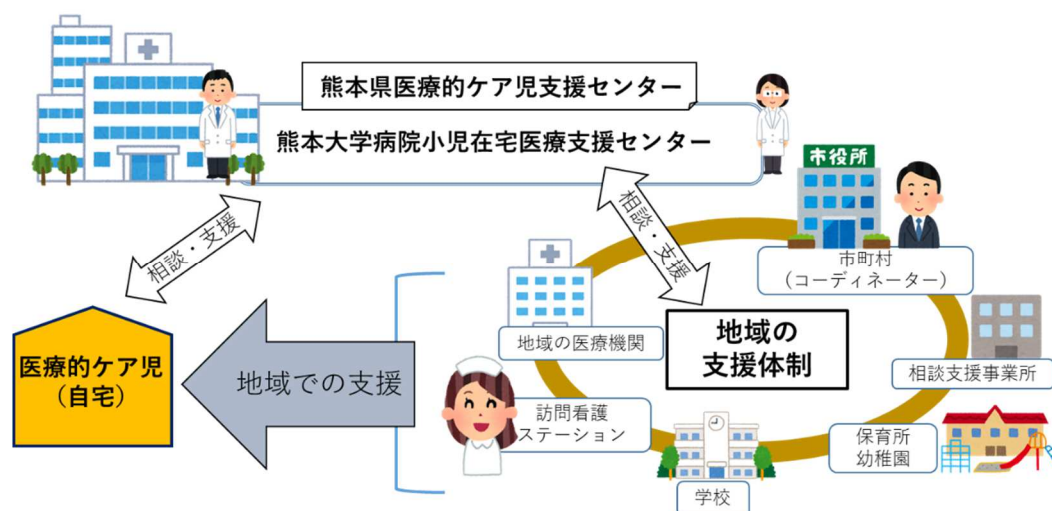 熊本県医療的ケア児支援センター
熊本大学病院小児在宅医療支援センター
市役所
相談・支援
相談・支援
市町村
（コーディネーター）
地域の医療機関
地域の
支援体制
相談支援事業所
医療的ケア児
（自宅）
地域での支援
訪問看護
ステーション
保育所
幼稚園
学校